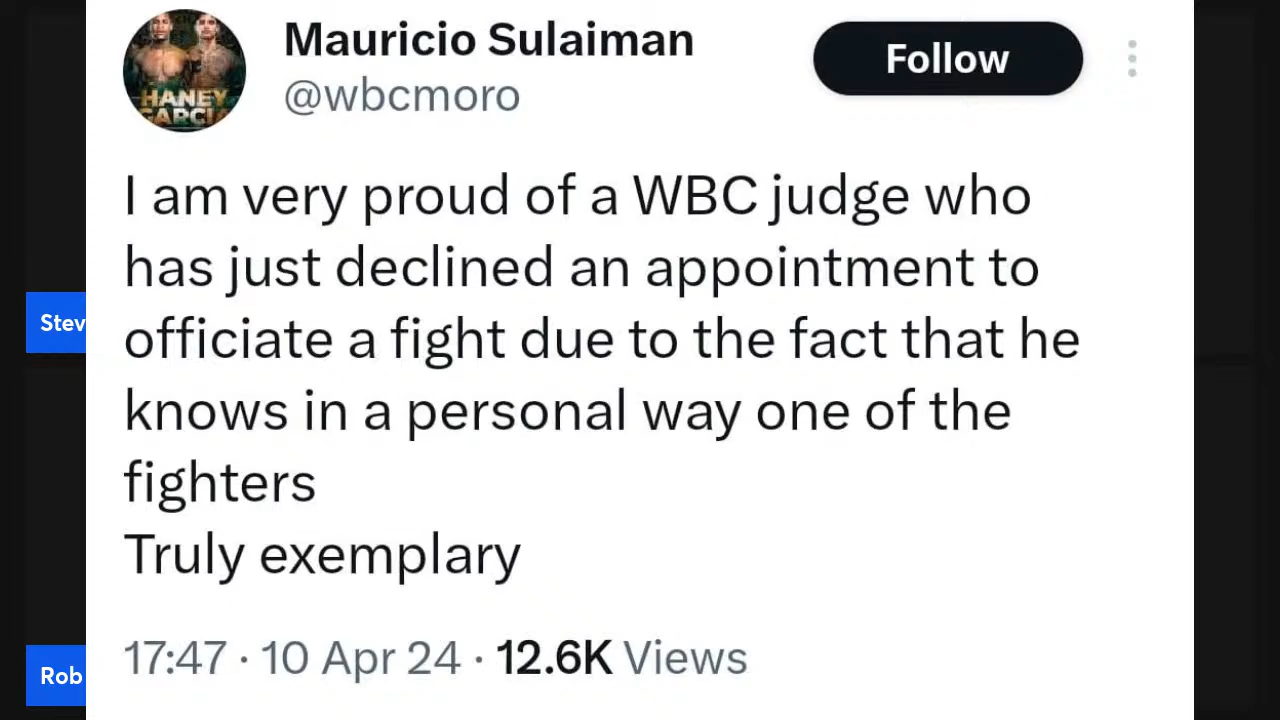 Mauricio Sulaiman
Follow
@wbcmoro
HANEY
GARCI
I am very proud of a WBC judge who
has just declined an appointment to
officiate a fight due to the fact that he
knows in a personal way one of the
fighters
Truly exemplary
17:47 · 10 Apr 24 · 12.6K Views
Stev
Rob